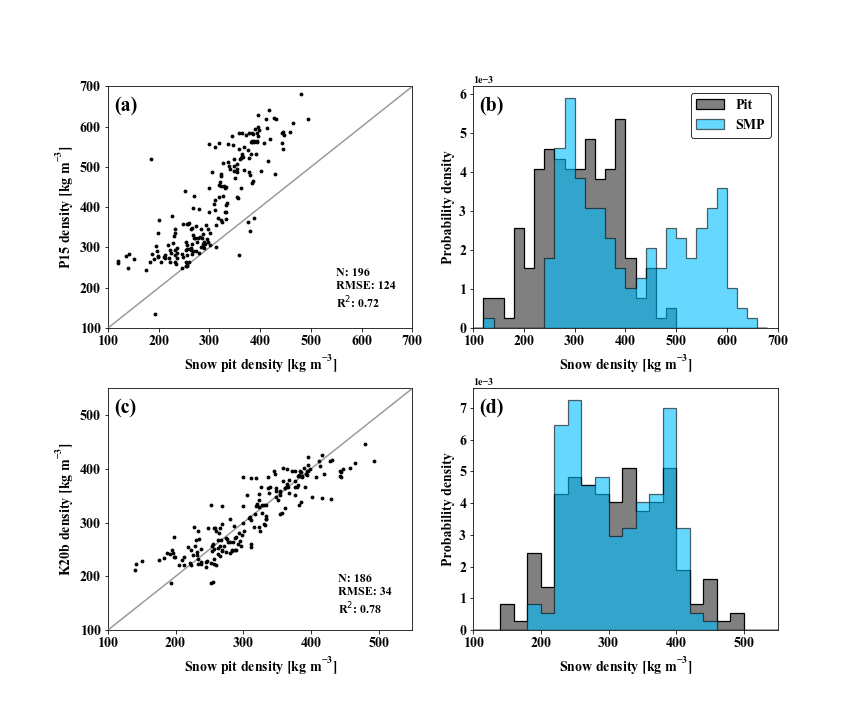 (a)
700
600
500
400
300
200
100
P15 density [kg m⁻³]
N: 196
RMSE: 124
R²: 0.72
100 200 300 400 500 600 700
Snow pit density [kg m⁻³]
1e−3
(b)
Pit
SMP
6
5
4
3
2
1
0
Probability density
100 200 300 400 500 600 700
Snow density [kg m⁻³]
(c)
500
400
300
200
100
K20b density [kg m⁻³]
N: 186
RMSE: 34
R²: 0.78
100 200 300 400 500
Snow pit density [kg m⁻³]
1e−3
(d)
7
6
5
4
3
2
1
0
Probability density
100 200 300 400 500
Snow density [kg m⁻³]